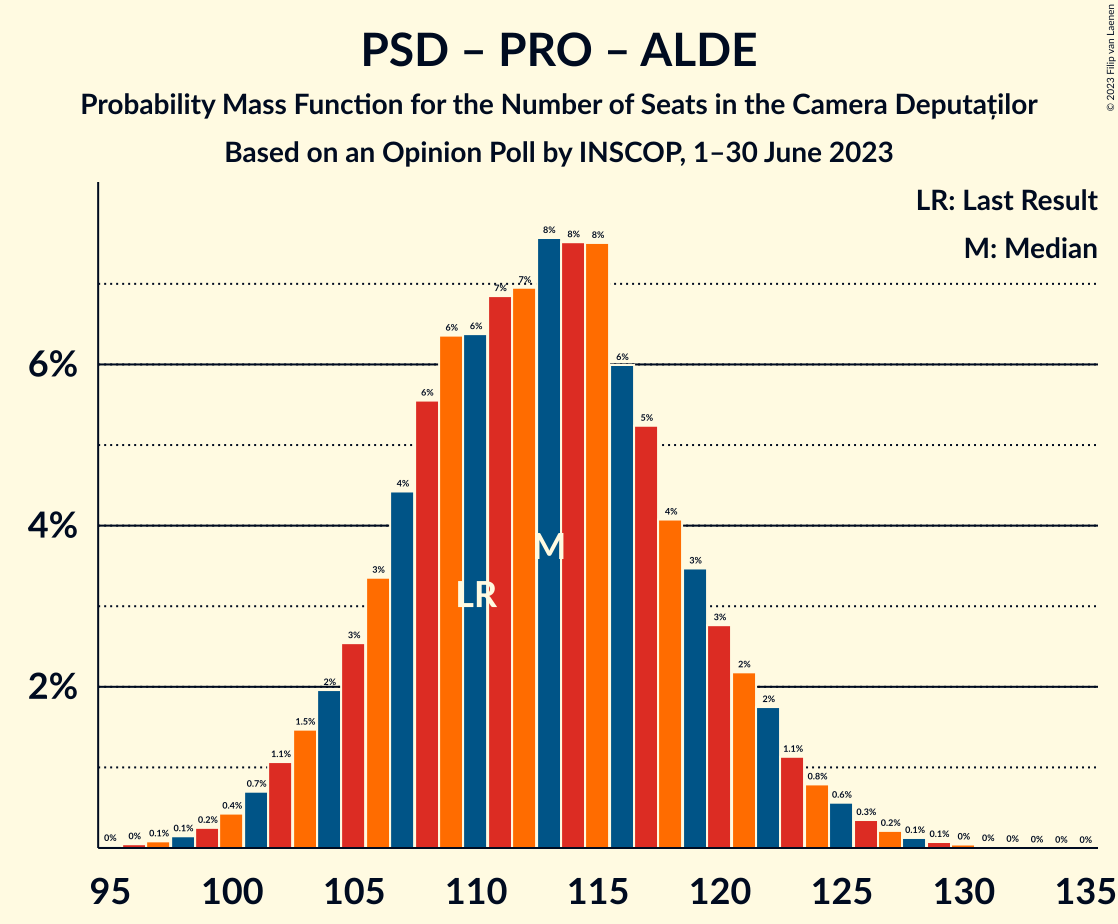 PSD – PRO – ALDE
Probability Mass Function for the Number of Seats in the Camera Deputaților
Based on an Opinion Poll by INSCOP, 1–30 June 2023
© 2023 Filip van Laenen
LR: Last Result
M: Median
6%
4%
2%
0% 0% 0.1% 0.1% 0.2% 0.4% 0.7% 1.1% 1.5% 2% 3% 3% 4% 6% 6% 6% 7% 7% 8% 8% 8% 6% 5% 4% 3% 3% 2% 2% 1.1% 0.8% 0.6% 0.3% 0.2% 0.1% 0.1% 0% 0% 0% 0% 0% 0%
M
LR
95 100 105 110 115 120 125 130 135